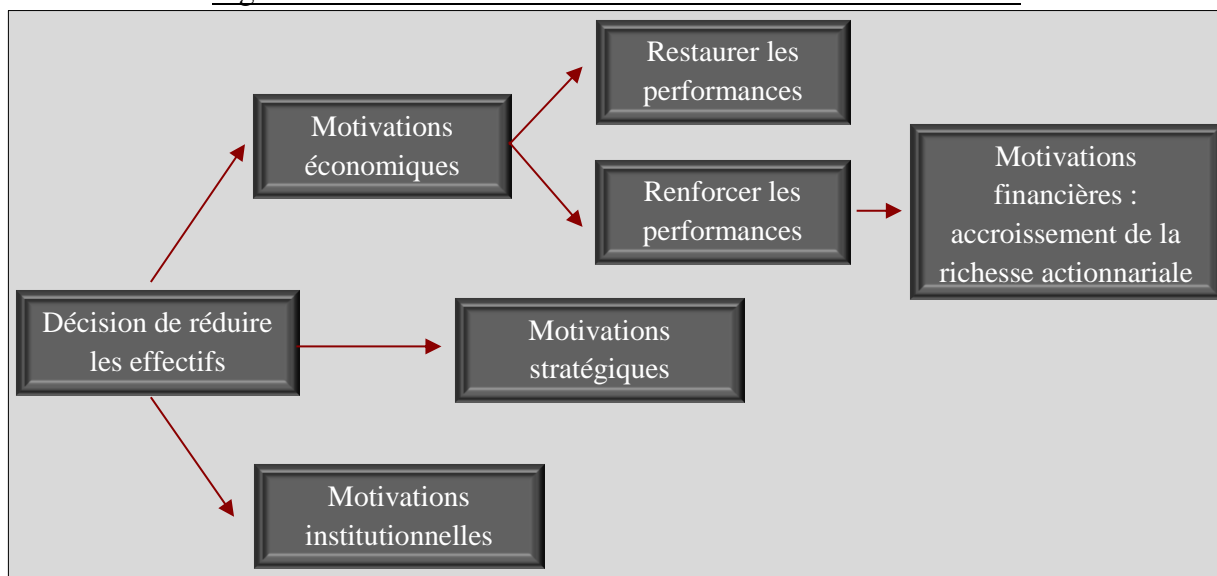 Restaurer les
performances
Motivations
économiques
Motivations
financières :
accroissement de la
richesse actionnariale
Renforcer les
performances
Décision de réduire
les effectifs
Motivations
stratégiques
Motivations
institutionnelles